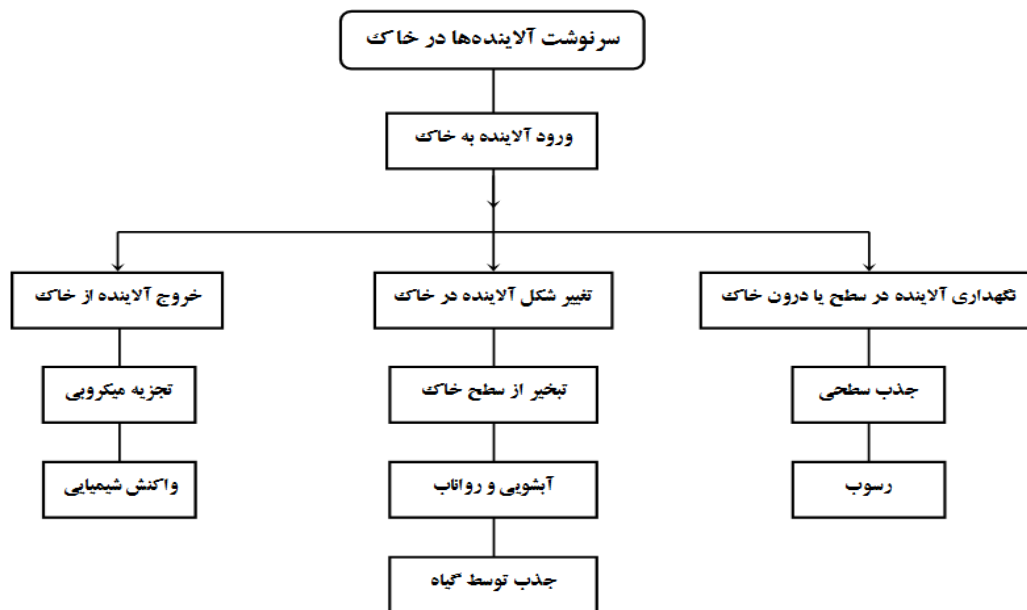 سرنوشت آلاینده‌ها در خاک
ورود آلاینده به خاک
نگهداری آلاینده در سطح یا درون خاک
تغییر شکل آلاینده در خاک
خروج آلاینده از خاک
جذب سطحی
تبخیر از سطح خاک
تجزیه میکروبی
رسوب
آبشویی و رواناب
واکنش شیمیایی
جذب توسط گیاه